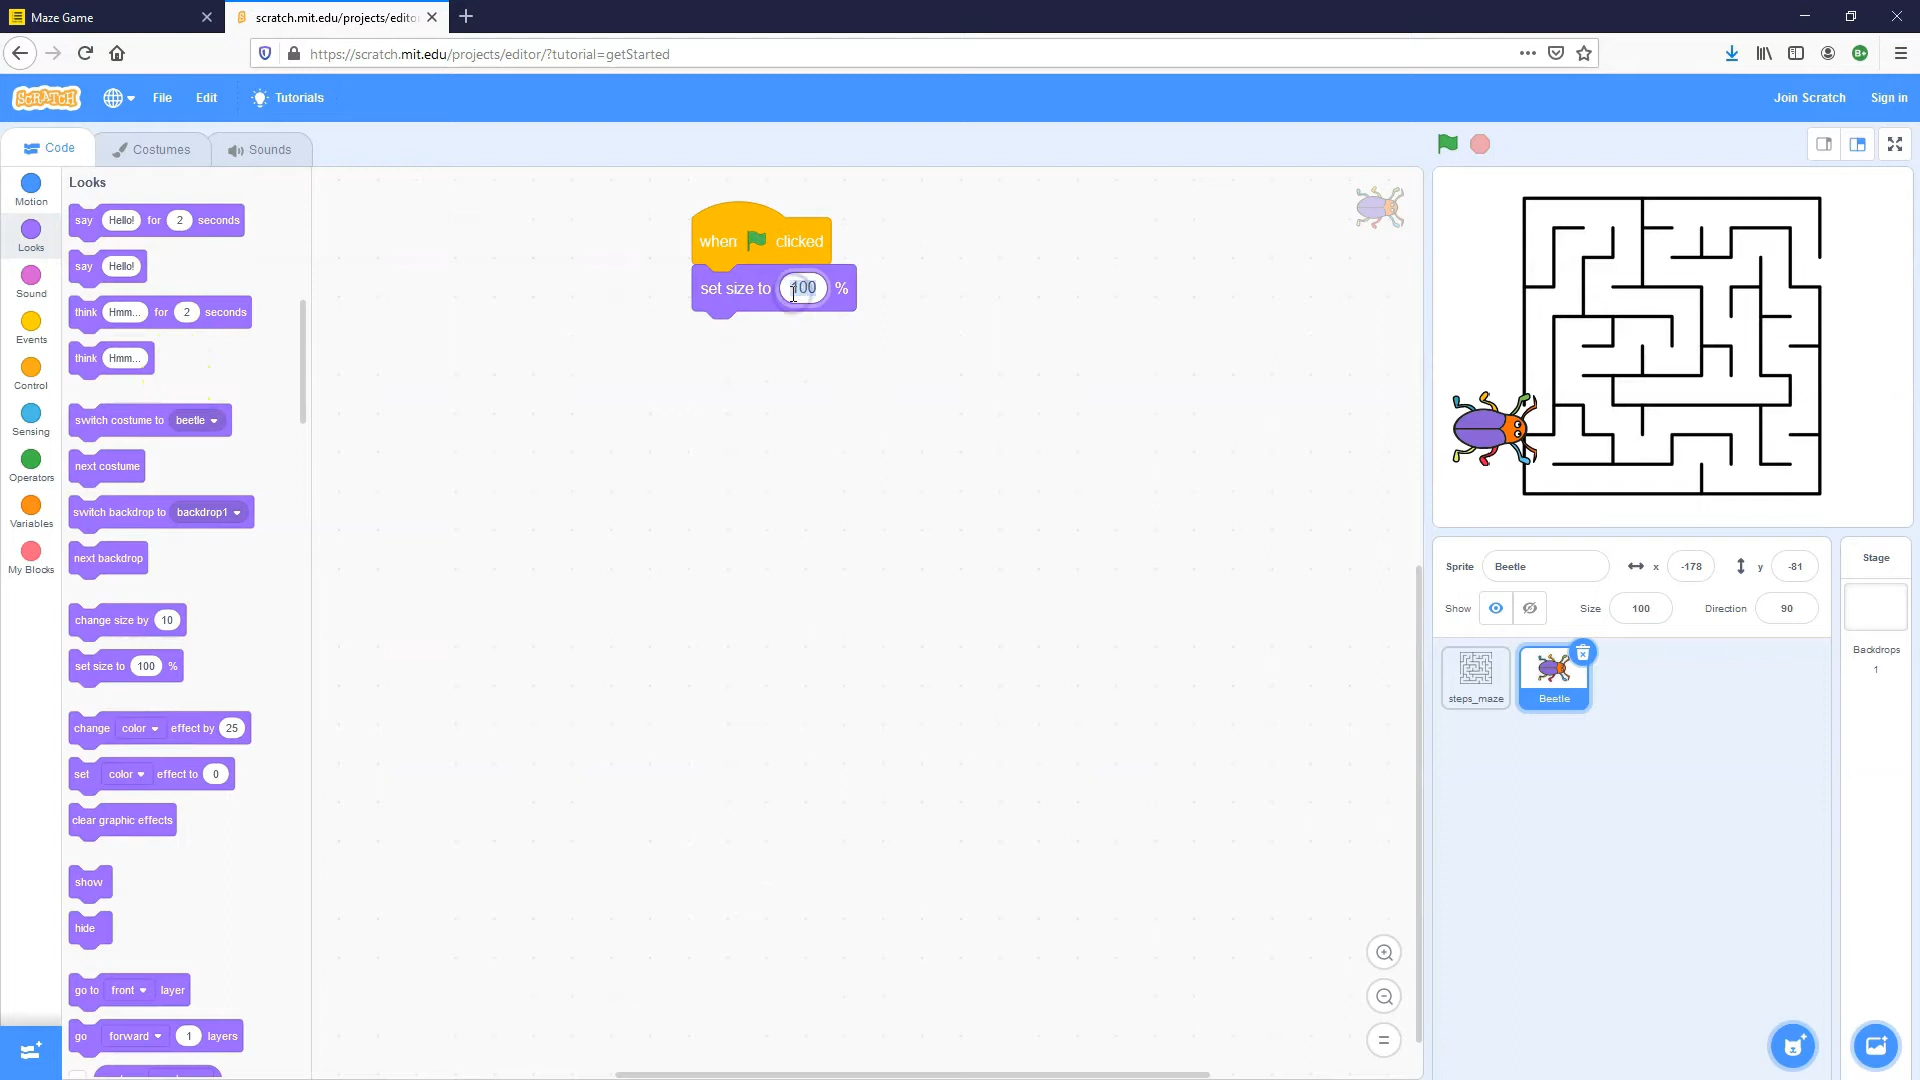 Maze Game
scratch.mit.edu/projects/edito
https://scratch.mit.edu/projects/editor/?tutorial=getStarted
B+
SCRATCH
File
Edit
Tutorials
Join Scratch
Sign in
Code
Costumes
Sounds
Motion
Looks
Sound
Events
Control
Sensing
Operators
Variables
My Blocks
Looks
say Hello! for 2 seconds
say Hello!
think Hmm... for 2 seconds
think Hmm...
switch costume to beetle
next costume
switch backdrop to backdrop1
next backdrop
change size by 10
set size to 100 %
change color effect by 25
set color effect to 0
clear graphic effects
show
hide
go to front layer
go forward 1 layers
when clicked
set size to 100 %
Sprite Beetle x -178 y -81
Show Size 100 Direction 90
steps_maze
Beetle
Stage
Backdrops
1